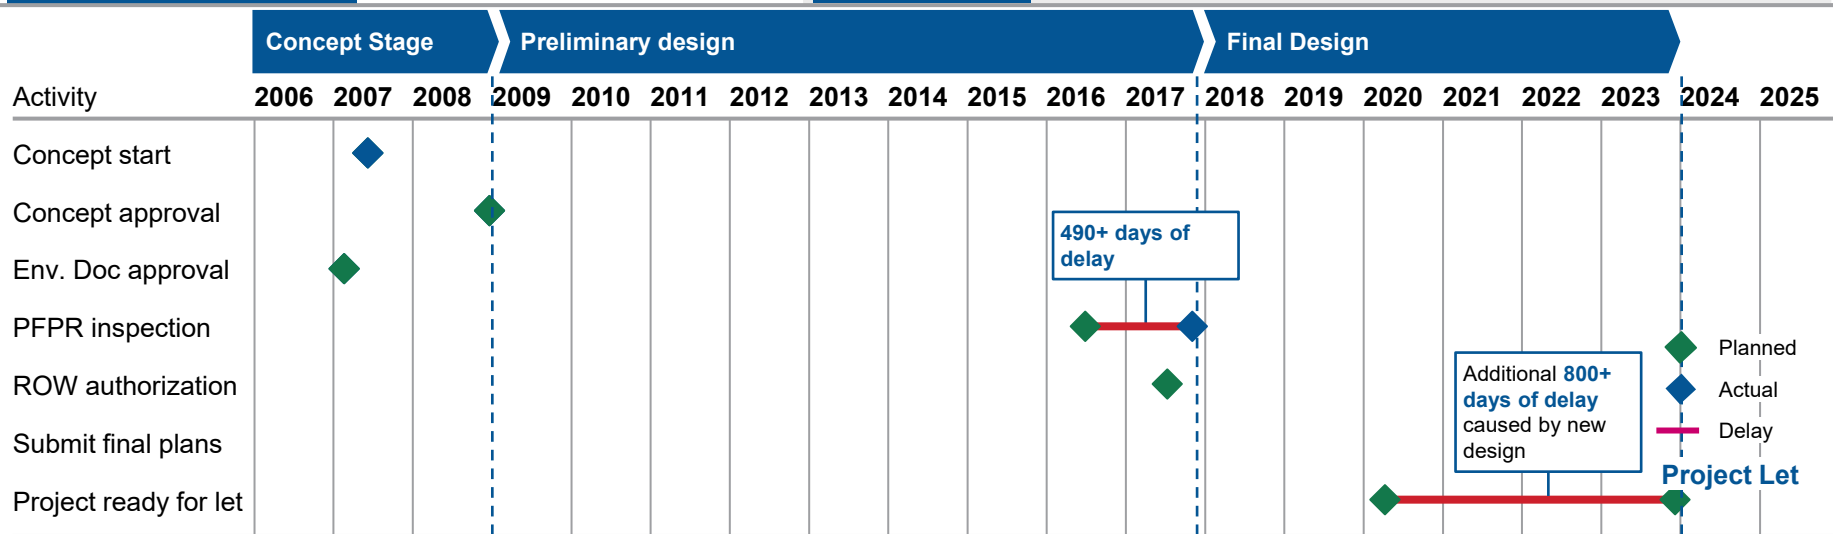 Concept Stage
Preliminary design
Final Design
Activity
2006 2007 2008 2009 2010 2011 2012 2013 2014 2015 2016 2017 2018 2019 2020 2021 2022 2023 2024 2025
Concept start
Concept approval
490+ days of
delay
Env. Doc approval
PFPR inspection
Planned
Additional 800+
days of delay
caused by new
design
ROW authorization
Actual
Delay
Submit final plans
Project Let
Project ready for let